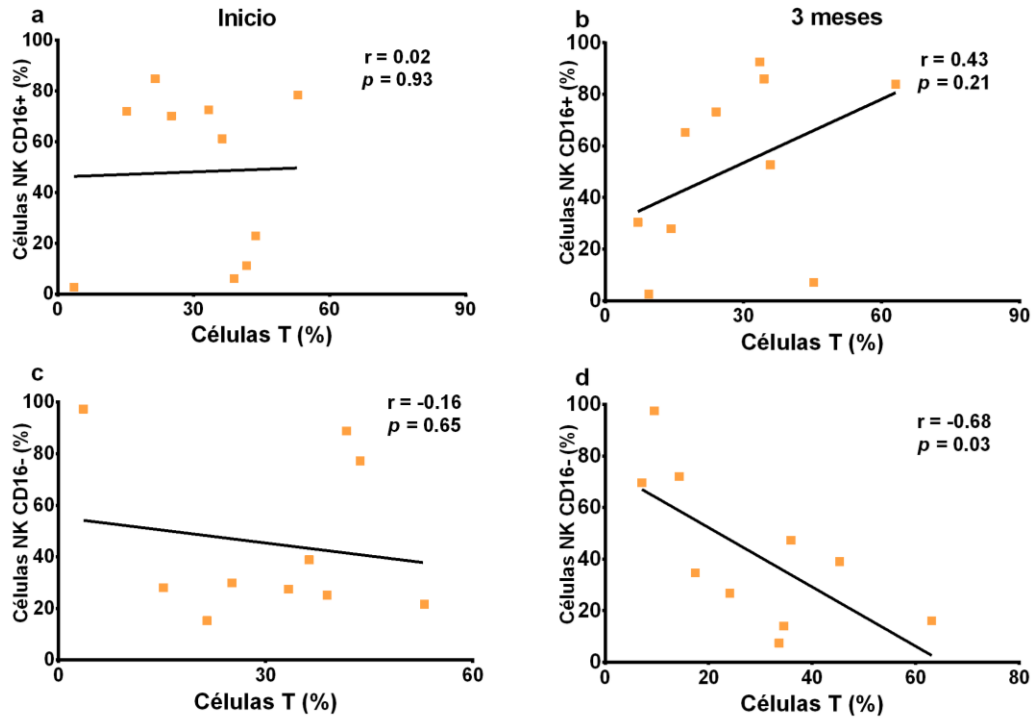 a
Inicio
r = 0.02
p = 0.93
Células NK CD16+ (%)
100
80
60
40
20
0
0 30 60 90
Células T (%)
b
3 meses
r = 0.43
p = 0.21
Células NK CD16+ (%)
100
80
60
40
20
0
0 30 60 90
Células T (%)
c
r = -0.16
p = 0.65
Células NK CD16- (%)
100
80
60
40
20
0
0 30 60
Células T (%)
d
r = -0.68
p = 0.03
Células NK CD16- (%)
100
80
60
40
20
0
0 20 40 60 80
Células T (%)